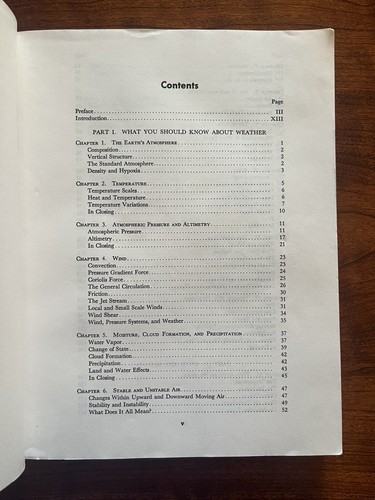 Contents
Page
Preface III
Introduction XIII
PART I. WHAT YOU SHOULD KNOW ABOUT WEATHER
CHAPTER 1. THE EARTH'S ATMOSPHERE 1
Composition 2
Vertical Structure 2
The Standard Atmosphere 2
Density and Hypoxia 3
CHAPTER 2. TEMPERATURE 5
Temperature Scales 6
Heat and Temperature 6
Temperature Variations 7
In Closing 10
CHAPTER 3. ATMOSPHERIC PRESSURE AND ALTIMETRY 11
Atmospheric Pressure 11
Altimetry 17
In Closing 21
CHAPTER 4. WIND 23
Convection 23
Pressure Gradient Force 24
Coriolis Force 25
The General Circulation 26
Friction 30
The Jet Stream 31
Local and Small Scale Winds 31
Wind Shear 34
Wind, Pressure Systems, and Weather 35
CHAPTER 5. MOISTURE, CLOUD FORMATION, AND PRECIPITATION 37
Water Vapor 37
Change of State 39
Cloud Formation 42
Precipitation 42
Land and Water Effects 43
In Closing 45
CHAPTER 6. STABLE AND UNSTABLE AIR 47
Changes Within Upward and Downward Moving Air 47
Stability and Instability 49
What Does It All Mean? 52
v